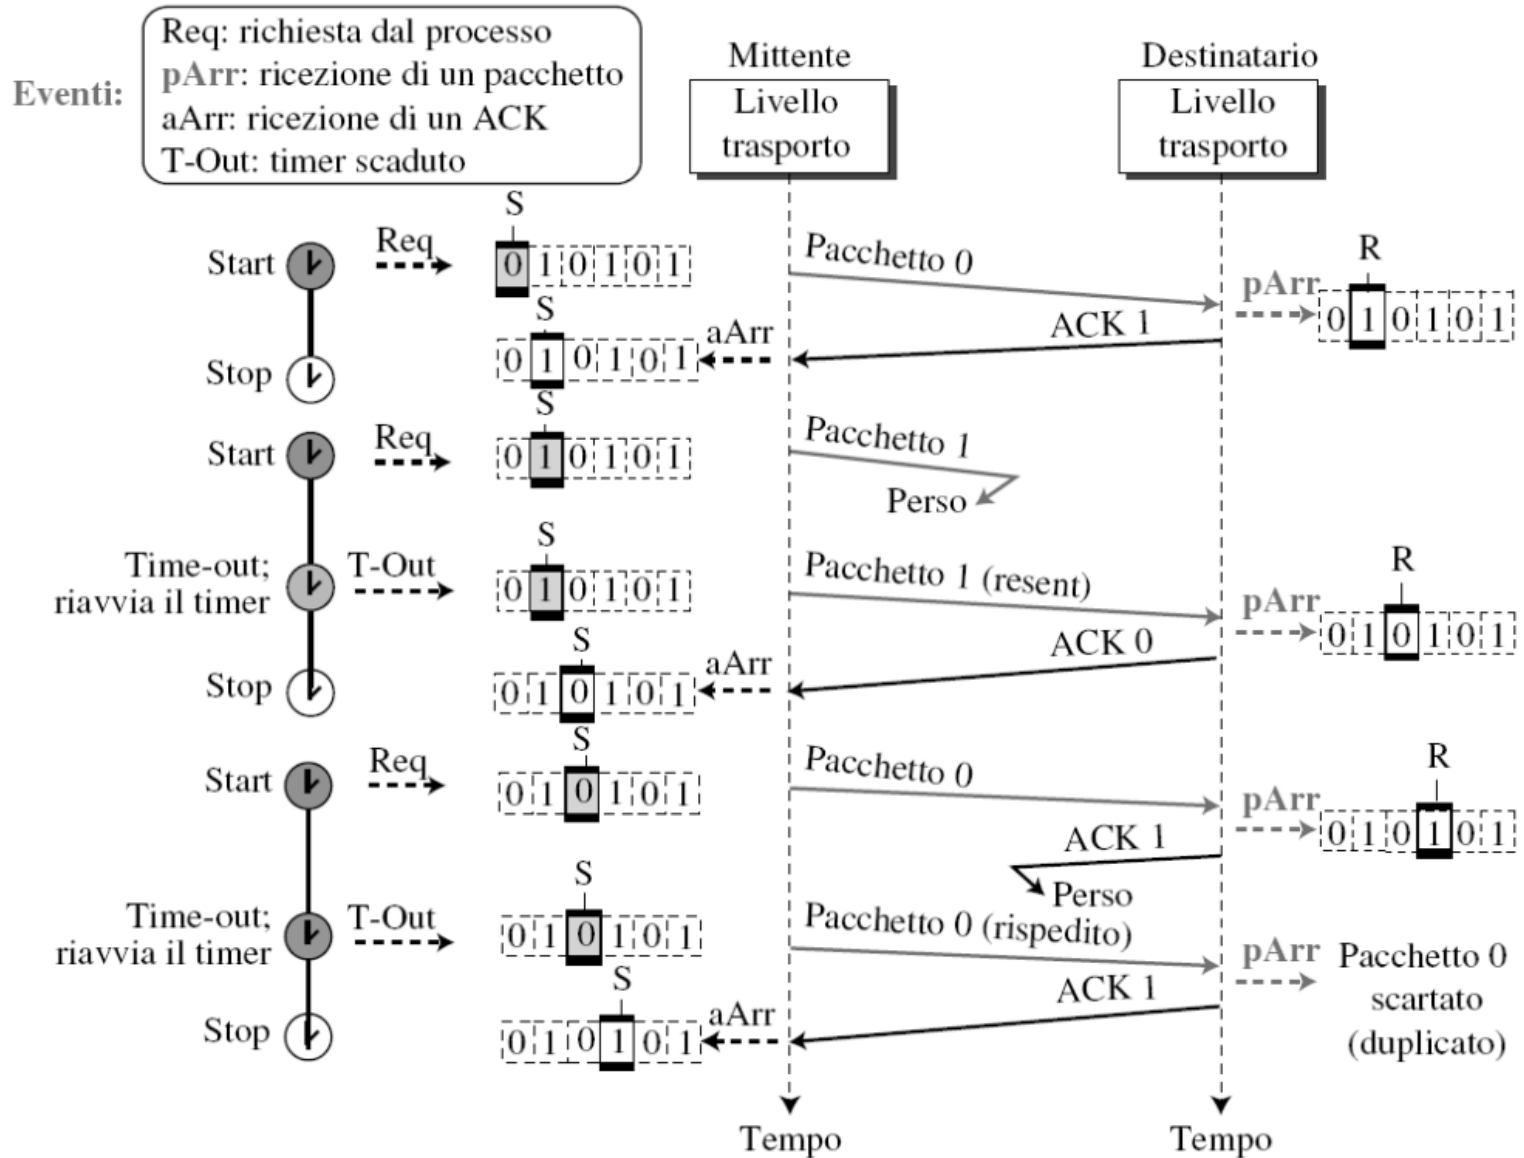 Req: richiesta dal processo
pArr: ricezione di un pacchetto
Eventi:
aArr: ricezione di un ACK
T-Out: timer scaduto
Mittente
Livello
trasporto
Destinatario
Livello
trasporto
S
Start
Req
0 1 0 1 0 1
Pacchetto 0
pArr
R
0 1 0 1 0 1
S
Stop
0 1 0 1 0 1
aArr
ACK 1
S
Start
Req
0 1 0 1 0 1
Pacchetto 1
Perso
S
Time-out;
riavvia il timer
T-Out
0 1 0 1 0 1
Pacchetto 1 (resent)
pArr
R
0 1 0 1 0 1
S
Stop
0 1 0 1 0 1
aArr
ACK 0
S
Start
Req
0 1 0 1 0 1
Pacchetto 0
pArr
R
0 1 0 1 0 1
ACK 1
Perso
S
Time-out;
riavvia il timer
T-Out
0 1 0 1 0 1
Pacchetto 0 (rispedito)
pArr
Pacchetto 0
scartato
(duplicato)
S
Stop
0 1 0 1 0 1
aArr
ACK 1
Tempo
Tempo